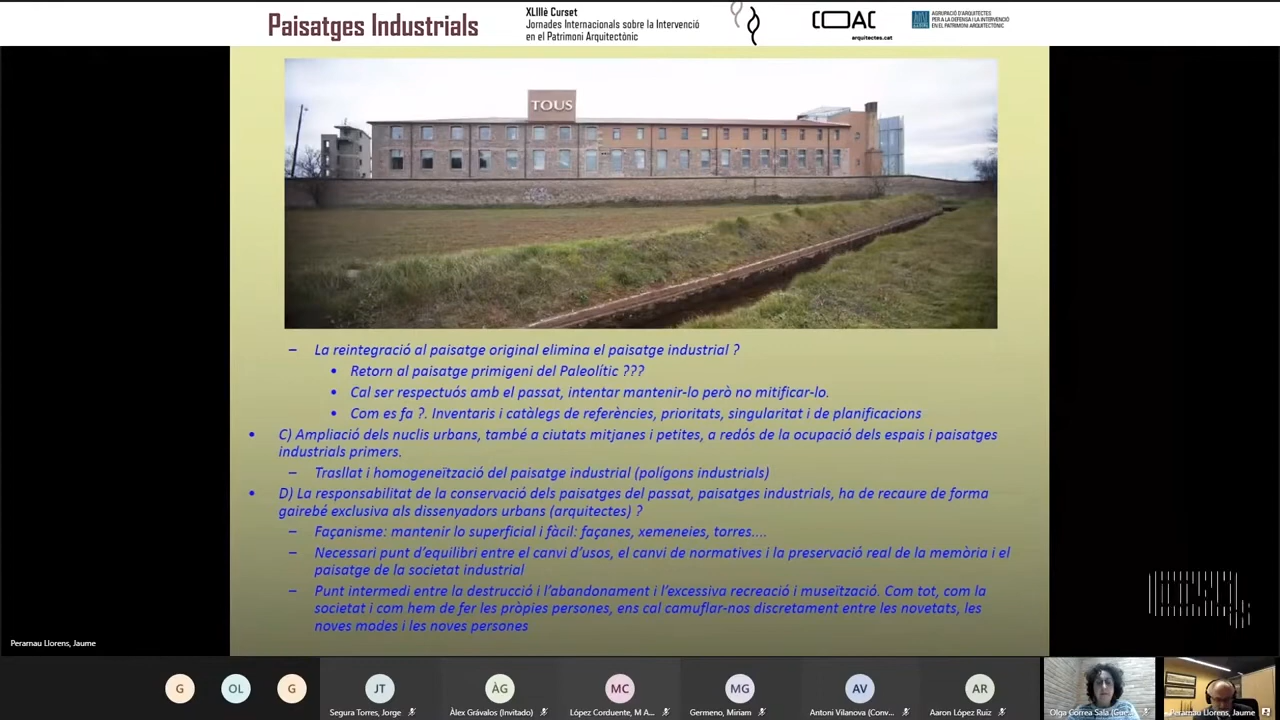 Paisatges Industrials
XLIIIè Curset
Jornades Internacionals sobre la Intervenció
en el Patrimoni Arquitectònic
COAC
arquitectes.cat
AGRUPACIÓ D'ARQUITECTES
PER A LA DEFENSA I LA INTERVENCIÓ
EN EL PATRIMONI ARQUITECTÒNIC
TOUS
– La reintegració al paisatge original elimina el paisatge industrial ?
• Retorn al paisatge primigeni del Paleolític ???
• Cal ser respectuós amb el passat, intentar mantenir-lo però no mitificar-lo.
• Com es fa ?. Inventaris i catàlegs de referències, prioritats, singularitat i de planificacions
• C) Ampliació dels nuclis urbans, també a ciutats mitjanes i petites, a redós de la ocupació dels espais i paisatges
industrials primers.
– Trasllat i homogeneïtzació del paisatge industrial (polígons industrials)
• D) La responsabilitat de la conservació dels paisatges del passat, paisatges industrials, ha de recaure de forma
gairebé exclusiva als dissenyadors urbans (arquitectes) ?
– Façanisme: mantenir lo superficial i fàcil: façanes, xemeneies, torres....
– Necessari punt d'equilibri entre el canvi d'usos, el canvi de normatives i la preservació real de la memòria i el
paisatge de la societat industrial
– Punt intermedi entre la destrucció i l'abandonament i l'excessiva recreació i museïtzació. Com tot, com la
societat i com hem de fer les pròpies persones, ens cal camuflar-nos discretament entre les novetats, les
noves modes i les noves persones
Perarnau Llorens, Jaume
G
OL
G
JT
Segura Torres, Jorge
ÀG
Grávalos (Invitado)
MC
López Corduente, M A...
MG
Germeno, Miriam
AV
Antoni Vilanova (Conv...
AR
Aaron López Ruiz
Olga Correa Sala (Gues...
Perarnau Llorens, Jaume